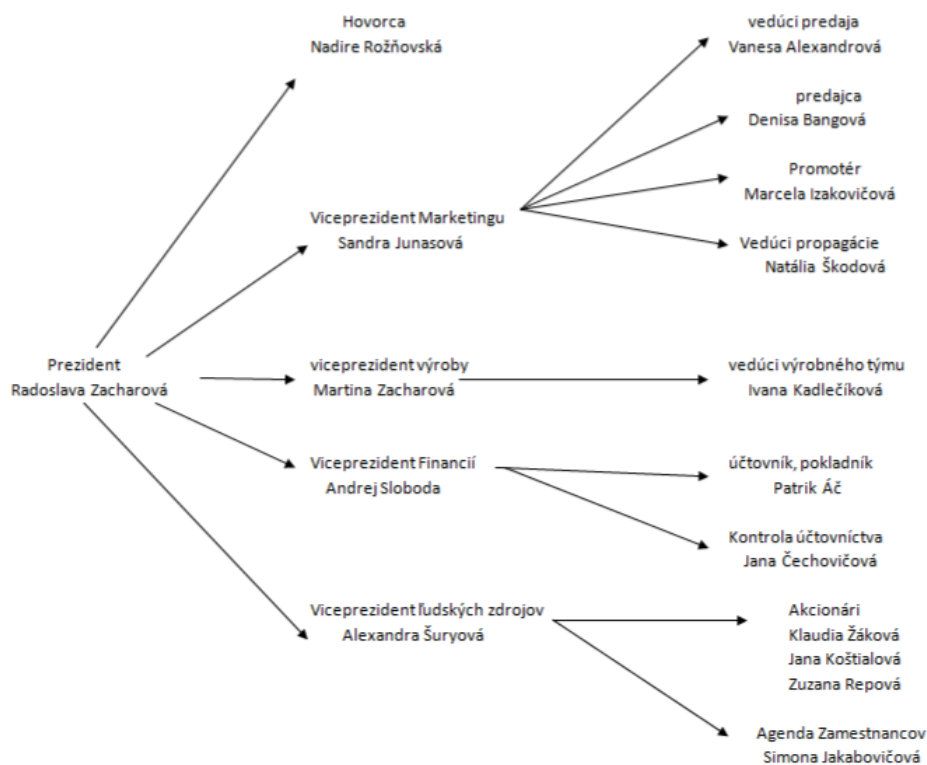 Hovorca
Nadire Rožňovská
vedúci predaja
Vanesa Alexandrová
predajca
Denisa Bangová
Promotér
Marcela Izakovičová
Viceprezident Marketingu
Sandra Junasová
Vedúci propagácie
Natália Škodová
Prezident
Radoslava Zacharová
viceprezident výroby
Martina Zacharová
vedúci výrobného týmu
Ivana Kadlečíková
Viceprezident Financií
Andrej Sloboda
účtovník, pokladník
Patrik Áč
Kontrola účtovníctva
Jana Čechovičová
Viceprezident ľudských zdrojov
Alexandra Šuryová
Akcionári
Klaudia Žáková
Jana Koštialová
Zuzana Repová
Agenda Zamestnancov
Simona Jakabovičová